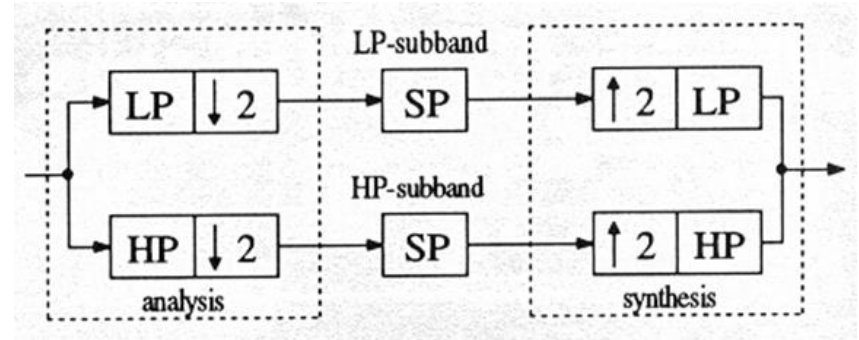 LP-subband
LP ↓ 2 SP ↑ 2 LP
HP-subband
HP ↓ 2 SP ↑ 2 HP
analysis synthesis